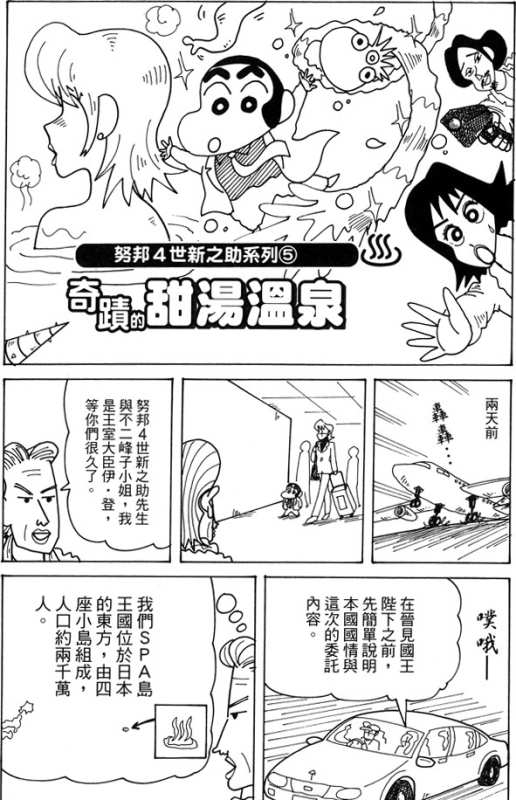 努邦4世新之助系列⑤
奇蹟的甜湯溫泉
兩天前
轟轟…
努邦4世新之助先生
與不二峰子小姐，我
是王室大臣伊・登，
等你們很久了。
噗哦—
在晉見國王
陛下之前，
先簡單說明
本國國情與
這次的委託
內容。
我們SPA島
王國位於日本
的東方，由四
座小島組成，
人口約兩千萬
人。